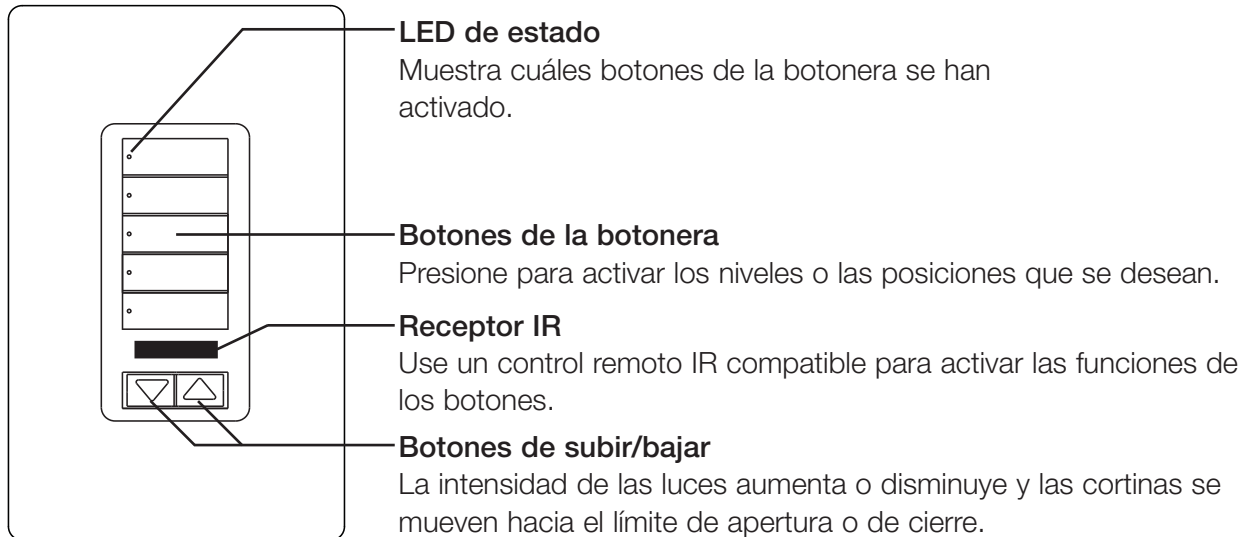 LED de estado
Muestra cuáles botones de la botonera se han
activado.
Botones de la botonera
Presione para activar los niveles o las posiciones que se desean.
Receptor IR
Use un control remoto IR compatible para activar las funciones de
los botones.
Botones de subir/bajar
La intensidad de las luces aumenta o disminuye y las cortinas se
mueven hacia el límite de apertura o de cierre.